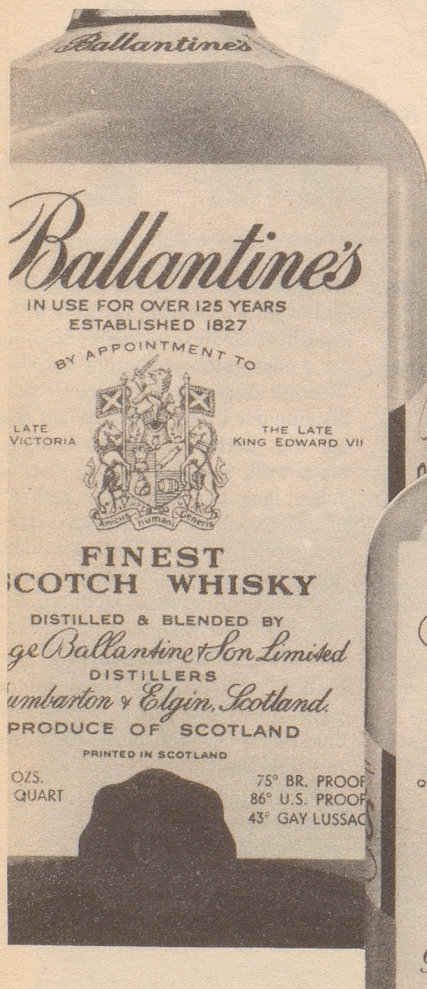 Ballantine's
Ballantine's
IN USE FOR OVER 125 YEARS
ESTABLISHED 1827
BY APPOINTMENT TO
LATE
VICTORIA
THE LATE
KING EDWARD VII
Amicus Humani Generis
FINEST
SCOTCH WHISKY
DISTILLED & BLENDED BY
ge Ballantine & Son Limited
DISTILLERS
umbarton & Elgin, Scotland.
PRODUCE OF SCOTLAND
PRINTED IN SCOTLAND
OZS.
QUART
75° BR. PROOF
86° U.S. PROOF
43° GAY LUSSAC